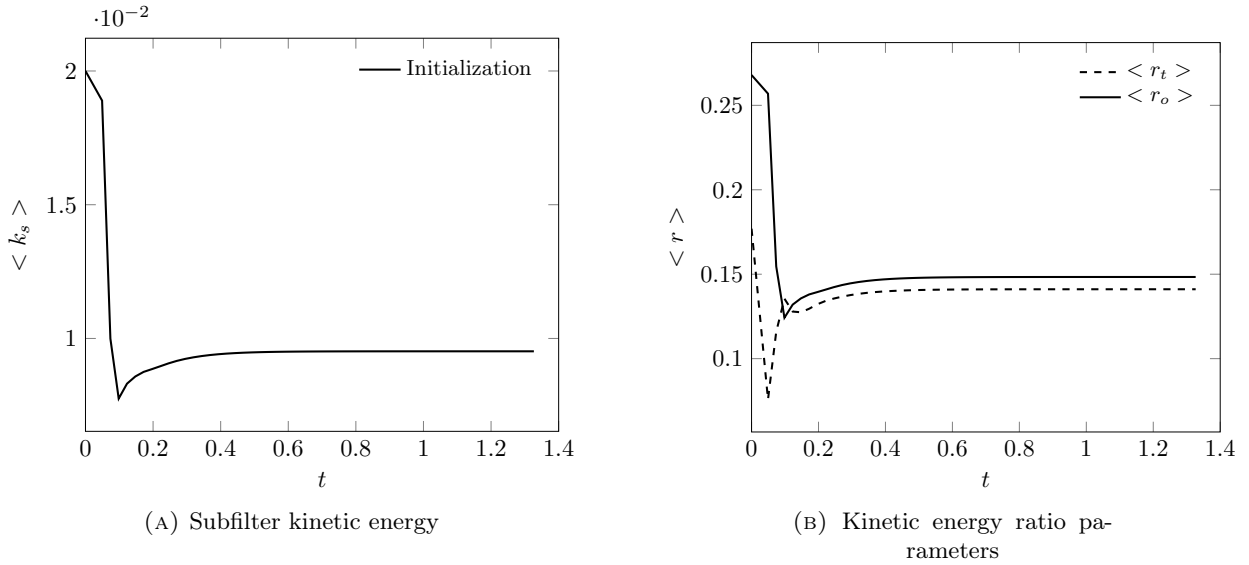 ·10⁻²
2
1.5
1
0 0.2 0.4 0.6 0.8 1 1.2 1.4
t
< k_s >
Initialization
(A) Subfilter kinetic energy
0.25
0.2
0.15
0.1
0 0.2 0.4 0.6 0.8 1 1.2 1.4
t
< r >
< r_t >
< r_o >
(B) Kinetic energy ratio pa-
rameters